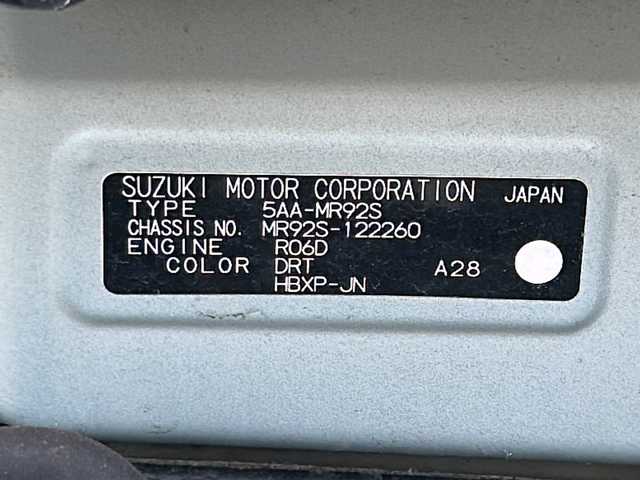 SUZUKI MOTOR CORPORATION JAPAN
TYPE 5AA-MR92S
CHASSIS NO. MR92S-122260
ENGINE R06D
COLOR DRT A28
HBXP-JN